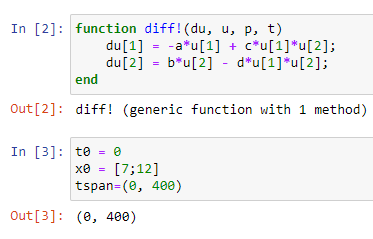 In [2]: function diff!(du, u, p, t)
du[1] = -a*u[1] + c*u[1]*u[2];
du[2] = b*u[2] - d*u[1]*u[2];
end
Out[2]: diff! (generic function with 1 method)
In [3]: t0 = 0
x0 = [7;12]
tspan=(0, 400)
Out[3]: (0, 400)